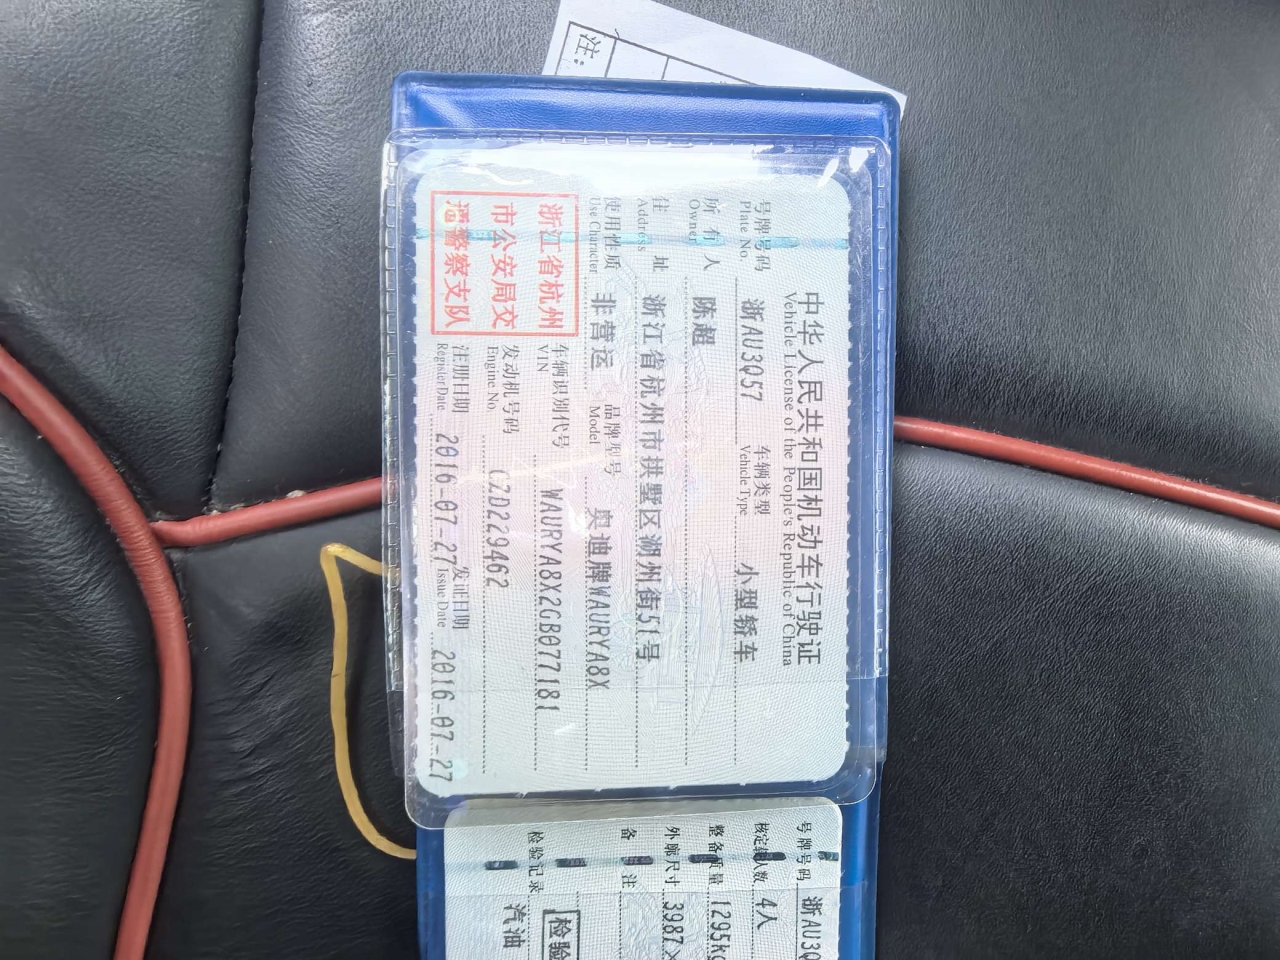 注:
中华人民共和国机动车行驶证
Vehicle License of the People's Republic of China
号牌号码 浙AU3Q57 车辆类型 小型轿车
Plate No. Vehicle Type
所有人 陈超
Owner
住址 浙江省杭州市拱墅区湖州街51号
Address
使用性质 非营运 品牌型号 奥迪牌WAURYA8X
Use Character Model
浙江省杭州
市公安局交
通警察支队
车辆识别代号 WAURYA8X2GB077181
VIN
发动机号码 CZD229462
Engine No.
注册日期 2016-07-27 发证日期 2016-07-27
Register Date Issue Date
号牌号码 浙AU3Q
核定载人数 4人
整备质量 1295kg
外廓尺寸 3987×
备注
检验记录 检验
汽油